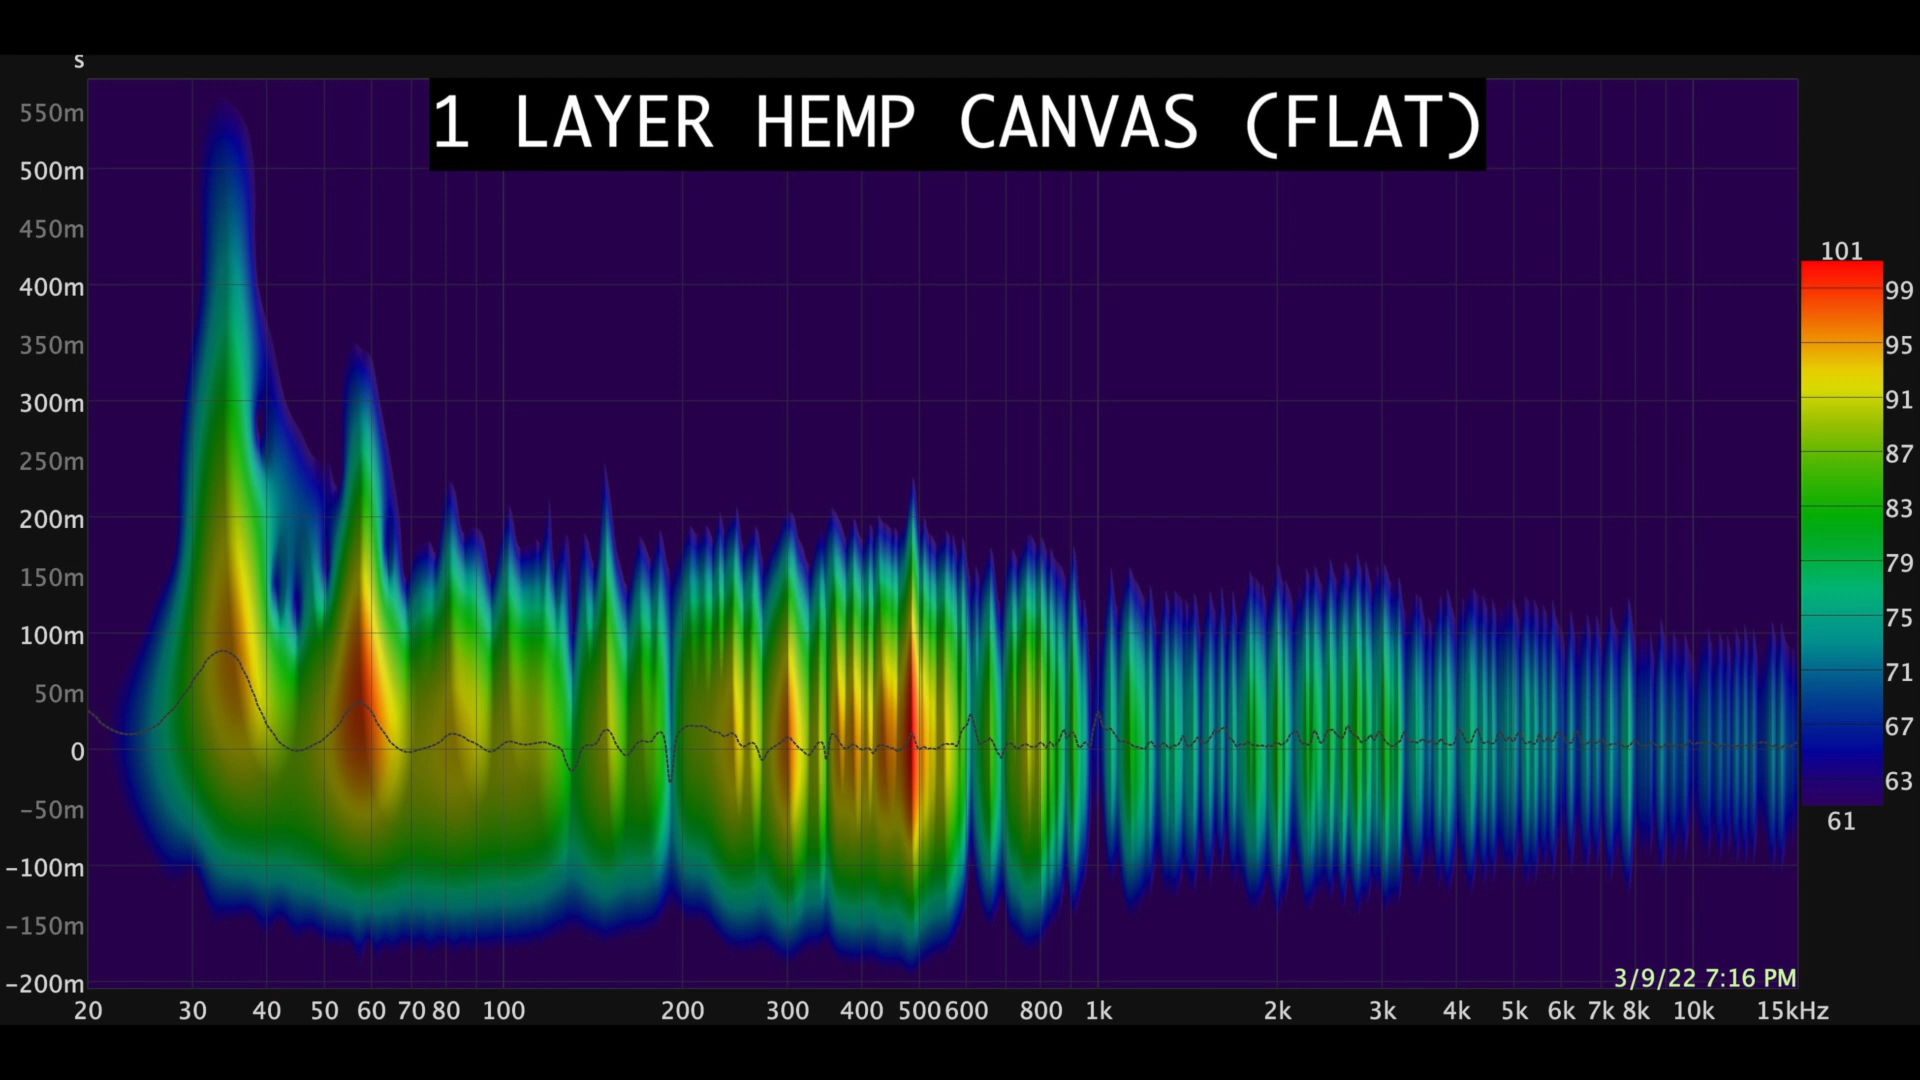 s
1 LAYER HEMP CANVAS (FLAT)
550m
500m
450m
400m
350m
300m
250m
200m
150m
100m
50m
0
−50m
−100m
−150m
−200m
101
99
95
91
87
83
79
75
71
67
63
61
3/9/22 7:16 PM
20 30 40 50 60 70 80 100 200 300 400 500 600 800 1k 2k 3k 4k 5k 6k 7k 8k 10k 15kHz